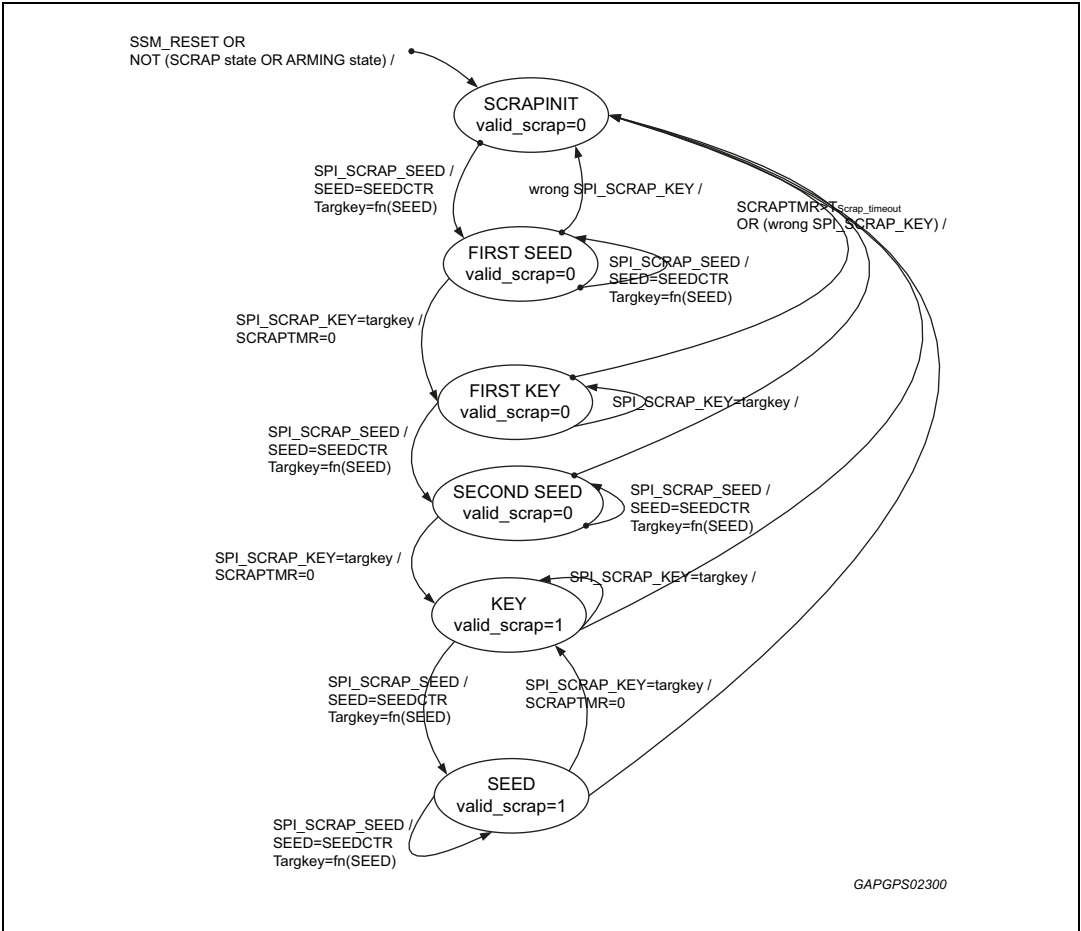 SSM_RESET OR
NOT (SCRAP state OR ARMING state) /
SCRAPINIT
valid_scrap=0
SPI_SCRAP_SEED /
SEED=SEEDCTR
Targkey=fn(SEED)
wrong SPI_SCRAP_KEY /
SCRAPTMR>TScrap_timeout
OR (wrong SPI_SCRAP_KEY) /
FIRST SEED
valid_scrap=0
SPI_SCRAP_SEED /
SEED=SEEDCTR
Targkey=fn(SEED)
SPI_SCRAP_KEY=targkey /
SCRAPTMR=0
FIRST KEY
valid_scrap=0
SPI_SCRAP_KEY=targkey /
SPI_SCRAP_SEED /
SEED=SEEDCTR
Targkey=fn(SEED)
SECOND SEED
valid_scrap=0
SPI_SCRAP_SEED /
SEED=SEEDCTR
Targkey=fn(SEED)
SPI_SCRAP_KEY=targkey /
SCRAPTMR=0
SPI_SCRAP_KEY=targkey /
KEY
valid_scrap=1
SPI_SCRAP_SEED /
SEED=SEEDCTR
Targkey=fn(SEED)
SPI_SCRAP_KEY=targkey /
SCRAPTMR=0
SEED
valid_scrap=1
SPI_SCRAP_SEED /
SEED=SEEDCTR
Targkey=fn(SEED)
GAPGPS02300